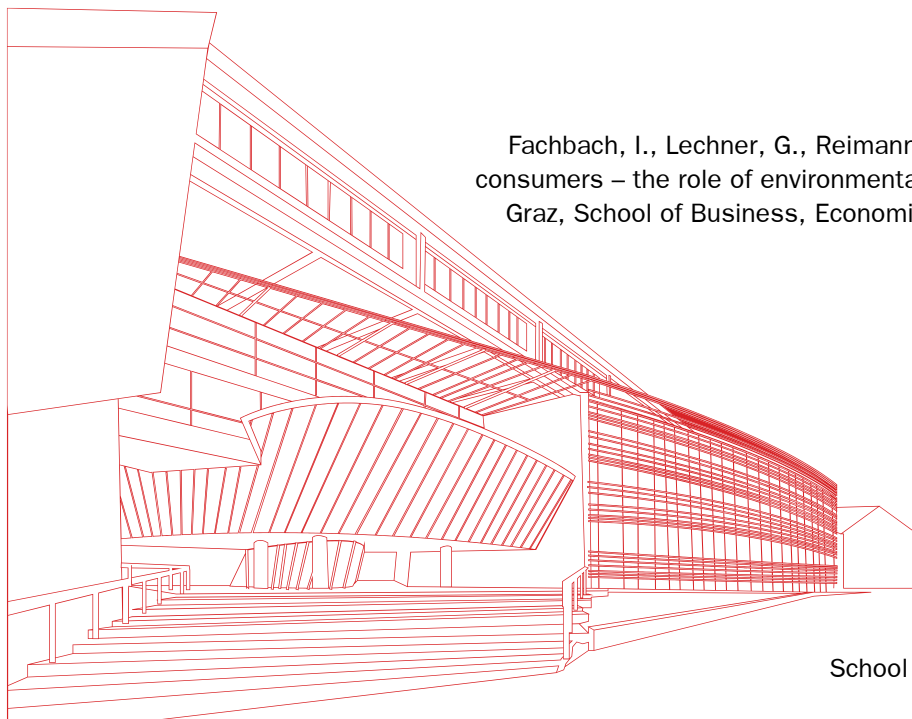 Fachbach, I., Lechner, G., Reimann
consumers – the role of environmenta
Graz, School of Business, Economi
School